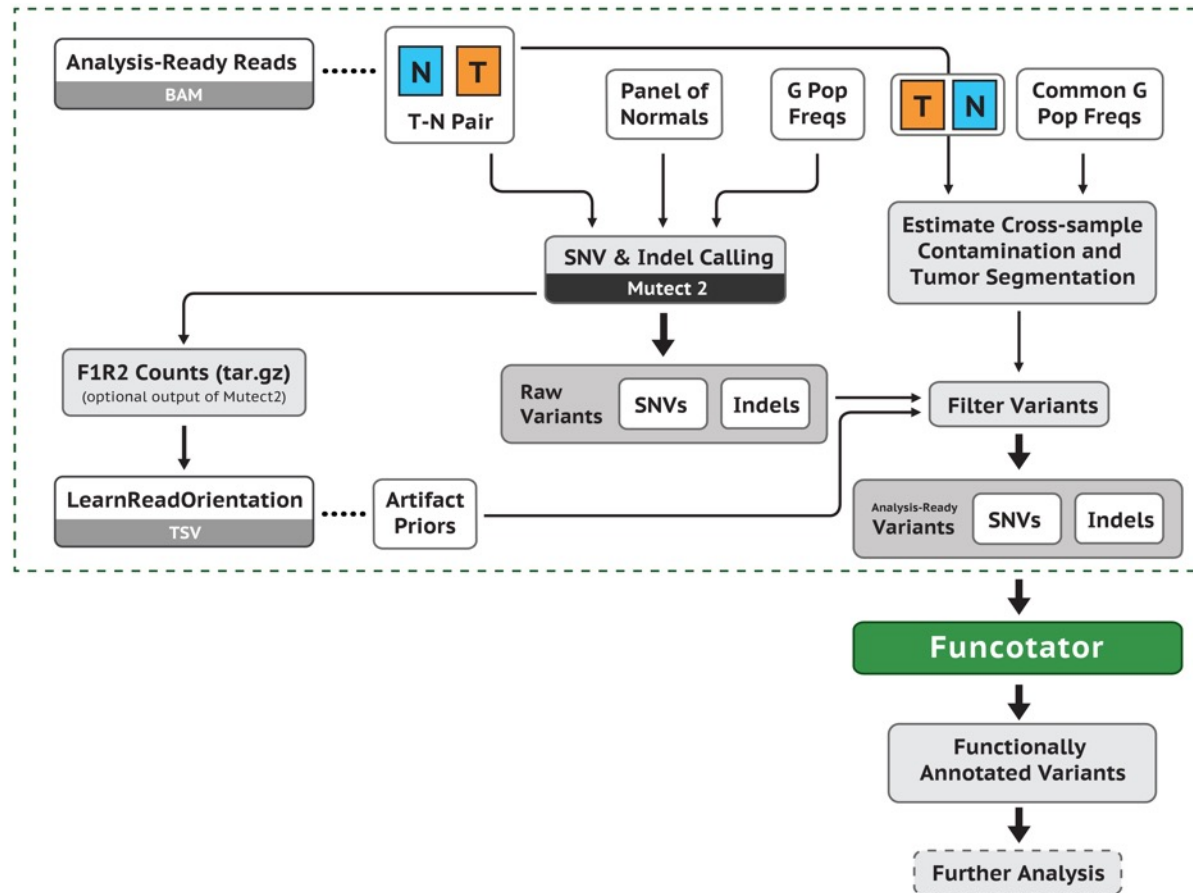 Analysis-Ready Reads
BAM
N T
T-N Pair
Panel of
Normals
G Pop
Freqs
T N
Common G
Pop Freqs
Estimate Cross-sample
Contamination and
Tumor Segmentation
SNV & Indel Calling
Mutect 2
F1R2 Counts (tar.gz)
(optional output of Mutect2)
Raw
Variants
SNVs
Indels
Filter Variants
LearnReadOrientation
TSV
Artifact
Priors
Analysis-Ready
Variants
SNVs
Indels
Funcotator
Functionally
Annotated Variants
Further Analysis